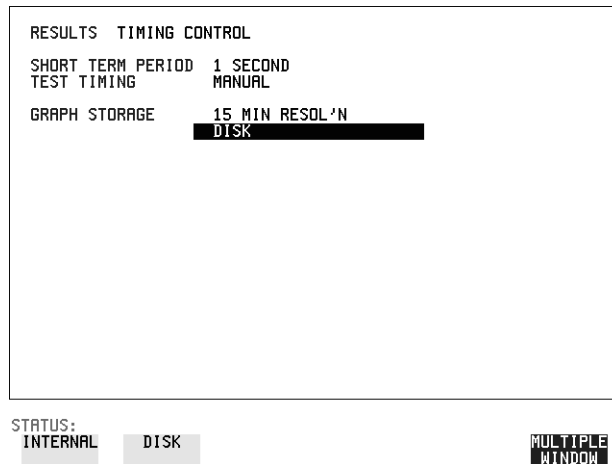 RESULTS TIMING CONTROL
SHORT TERM PERIOD 1 SECOND
TEST TIMING MANUAL
GRAPH STORAGE 15 MIN RESOL'N
DISK
STATUS:
INTERNAL DISK MULTIPLE
WINDOW